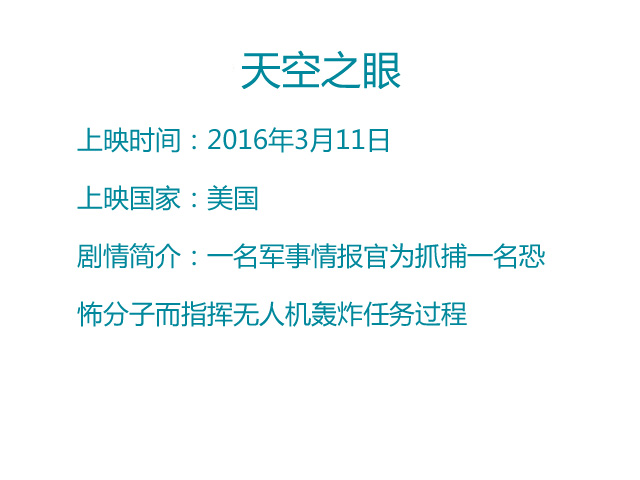 天空之眼
上映时间：2016年3月11日
上映国家：美国
剧情简介：一名军事情报官为抓捕一名恐
怖分子而指挥无人机轰炸任务过程